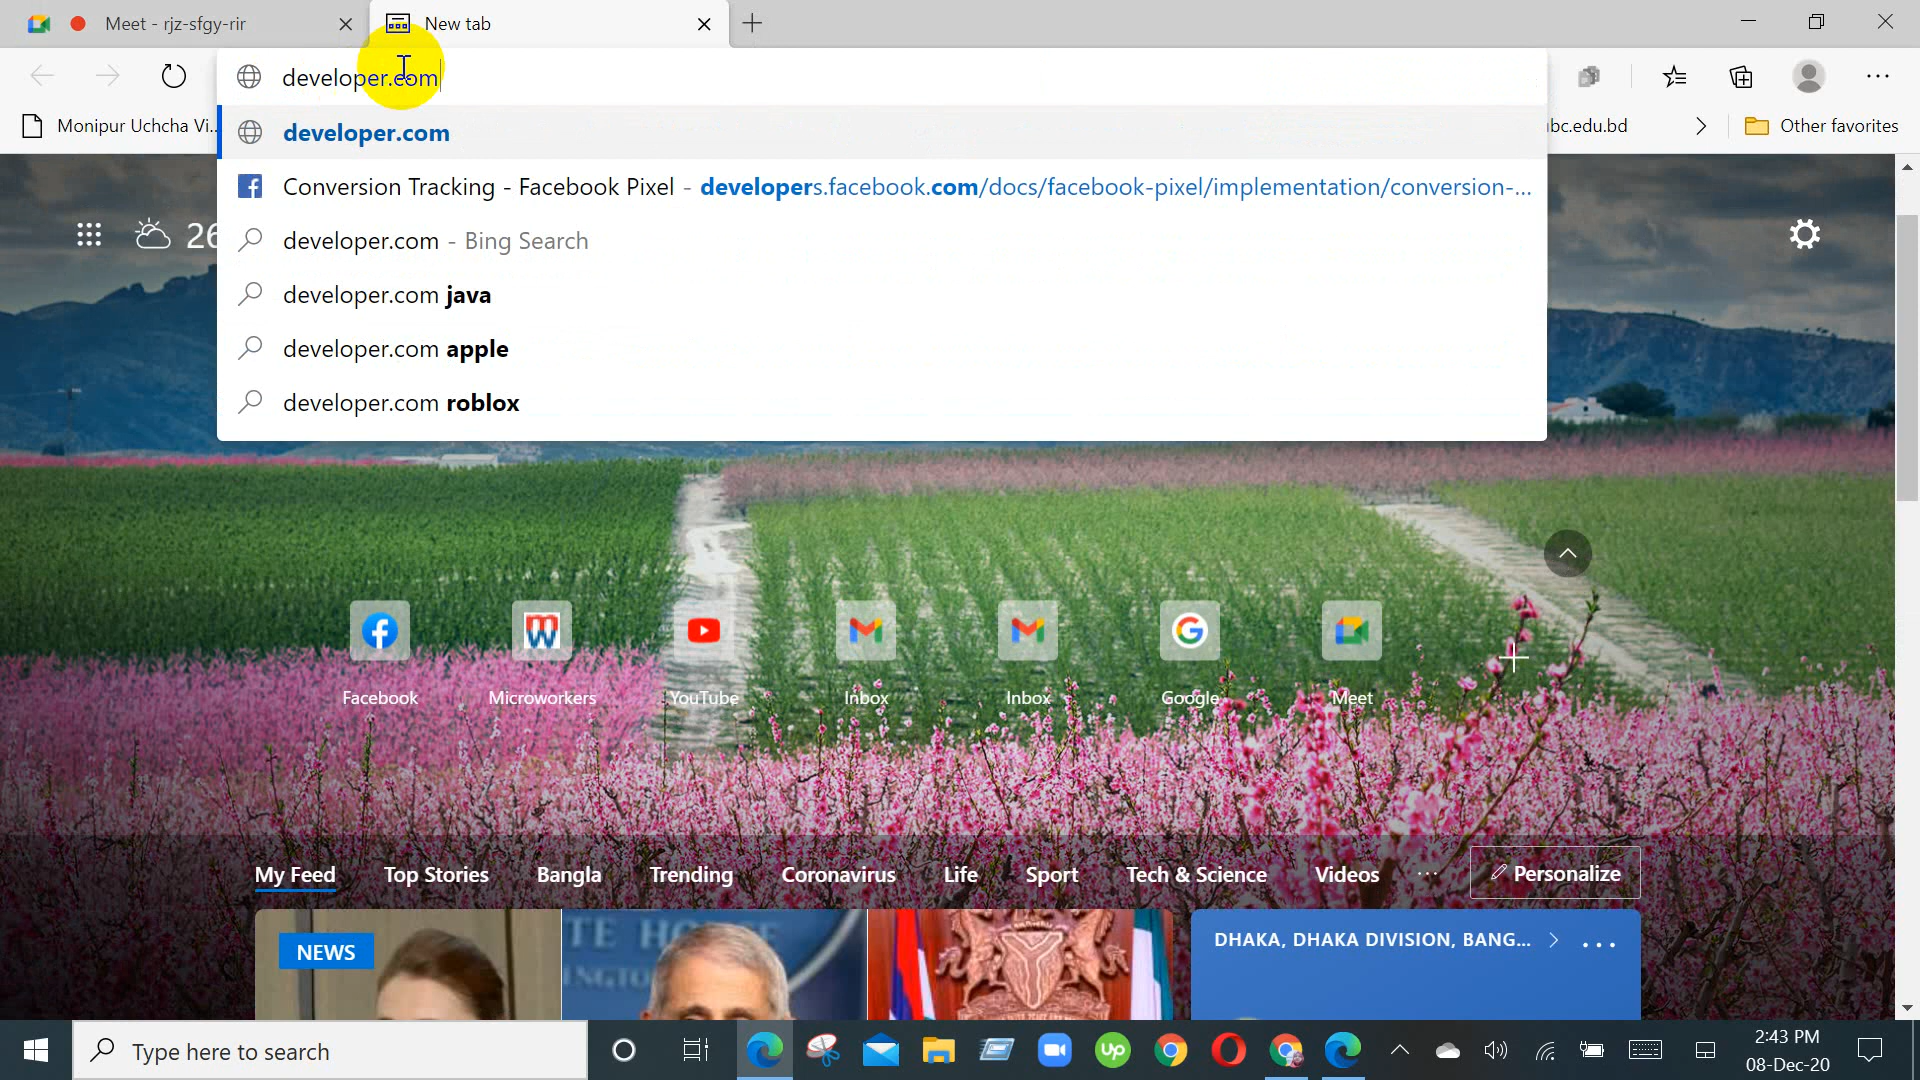 Meet - rjz-sfgy-rir
New tab
developer.com
Monipur Uchcha Vi...
bc.edu.bd
Other favorites
developer.com
Conversion Tracking - Facebook Pixel - developers.facebook.com/docs/facebook-pixel/implementation/conversion-...
developer.com - Bing Search
developer.com java
developer.com apple
developer.com roblox
26
Facebook
Microworkers
YouTube
Inbox
Inbox
Google
Meet
My Feed
Top Stories
Bangla
Trending
Coronavirus
Life
Sport
Tech & Science
Videos
Personalize
NEWS
DHAKA, DHAKA DIVISION, BANG...
Type here to search
Up
2:43 PM
08-Dec-20